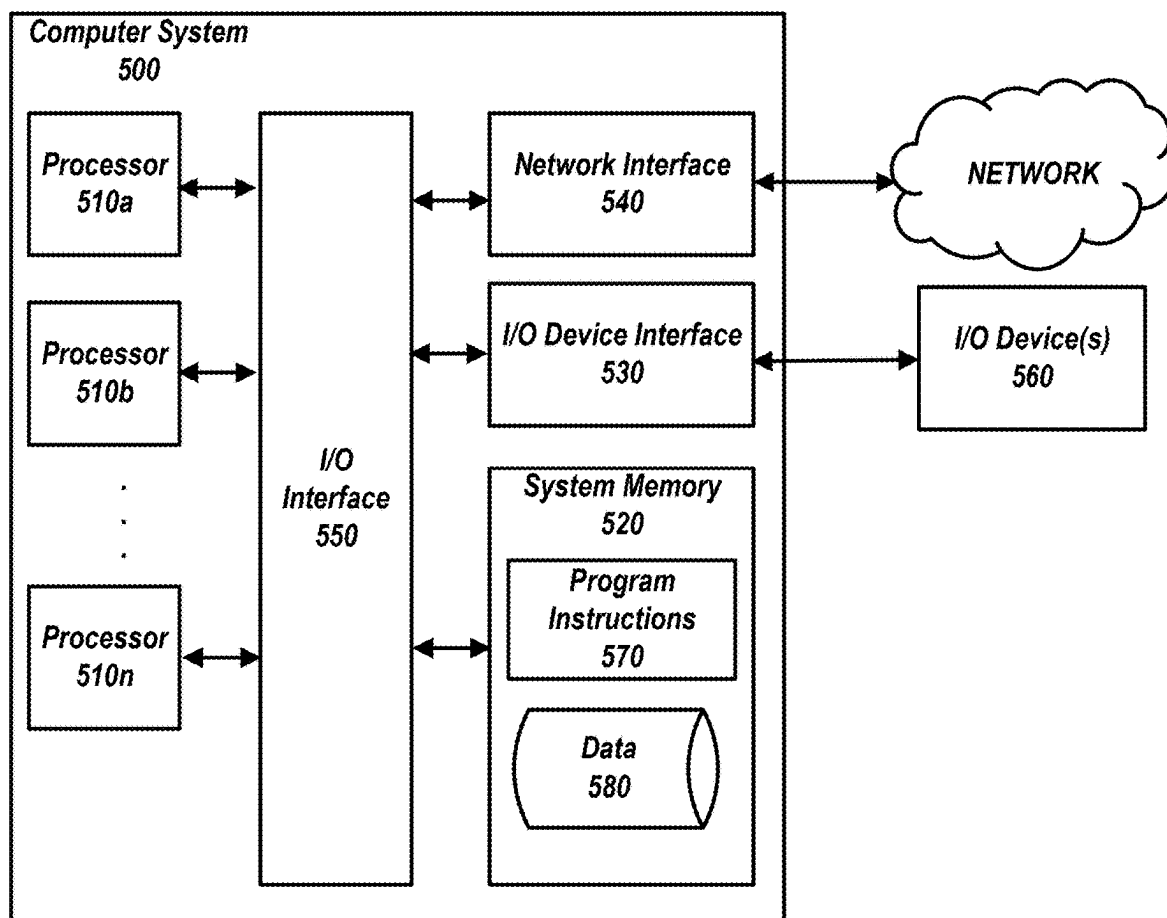 Computer System
500
Processor
510a
Processor
510b
.
.
.
Processor
510n
I/O
Interface
550
Network Interface
540
I/O Device Interface
530
System Memory
520
Program
Instructions
570
Data
580
NETWORK
I/O Device(s)
560